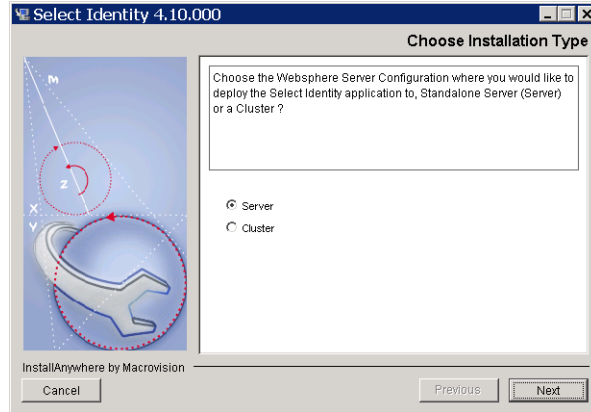 Select Identity 4.10.000
Choose Installation Type
Choose the Websphere Server Configuration where you would like to
deploy the Select Identity application to, Standalone Server (Server)
or a Cluster ?
M
Z
X
Y
Server
Cluster
InstallAnywhere by Macrovision
Cancel
Previous
Next